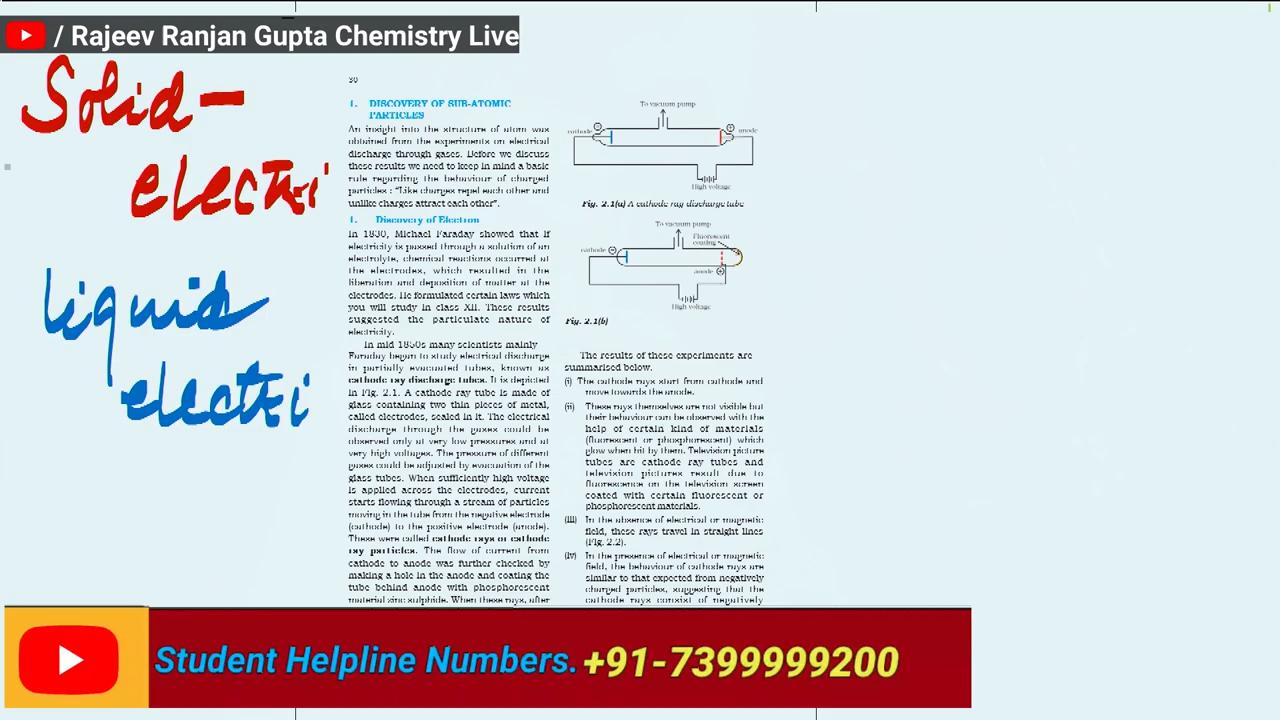 / Rajeev Ranjan Gupta Chemistry Live
Solid-
electri
liquid
electri
30
1. DISCOVERY OF SUB-ATOMIC
PARTICLES
An insight into the structure of atom was
obtained from the experiments on electrical
discharge through gases. Before we discuss
these results we need to keep in mind a basic
rule regarding the behaviour of charged
particles : “Like charges repel each other and
unlike charges attract each other”.
1. Discovery of Electron
In 1830, Michael Faraday showed that if
electricity is passed through a solution of an
electrolyte, chemical reactions occurred at
the electrodes, which resulted in the
liberation and deposition of matter at the
electrodes. He formulated certain laws which
you will study in class XII. These results
suggested the particulate nature of
electricity.
In mid 1850s many scientists mainly
Faraday began to study electrical discharge
in partially evacuated tubes, known as
cathode ray discharge tubes. It is depicted
in Fig. 2.1. A cathode ray tube is made of
glass containing two thin pieces of metal,
called electrodes, sealed in it. The electrical
discharge through the gases could be
observed only at very low pressures and at
very high voltages. The pressure of different
gases could be adjusted by evacuation of the
glass tubes. When sufficiently high voltage
is applied across the electrodes, current
starts flowing through a stream of particles
moving in the tube from the negative electrode
(cathode) to the positive electrode (anode).
These were called cathode rays or cathode
ray particles. The flow of current from
cathode to anode was further checked by
making a hole in the anode and coating the
tube behind anode with phosphorescent
material zinc sulphide. When these rays, after
To vacuum pump
cathode
anode
High voltage
Fig. 2.1(a) A cathode ray discharge tube
To vacuum pump
Fluorescent
coating
cathode
anode
High voltage
Fig. 2.1(b)
The results of these experiments are
summarised below.
(i) The cathode rays start from cathode and
move towards the anode.
(ii) These rays themselves are not visible but
their behaviour can be observed with the
help of certain kind of materials
(fluorescent or phosphorescent) which
glow when hit by them. Television picture
tubes are cathode ray tubes and
television pictures result due to
fluorescence on the television screen
coated with certain fluorescent or
phosphorescent materials.
(iii) In the absence of electrical or magnetic
field, these rays travel in straight lines
(Fig. 2.2).
(iv) In the presence of electrical or magnetic
field, the behaviour of cathode rays are
similar to that expected from negatively
charged particles, suggesting that the
cathode rays consist of negatively
Student Helpline Numbers. +91-7399999200